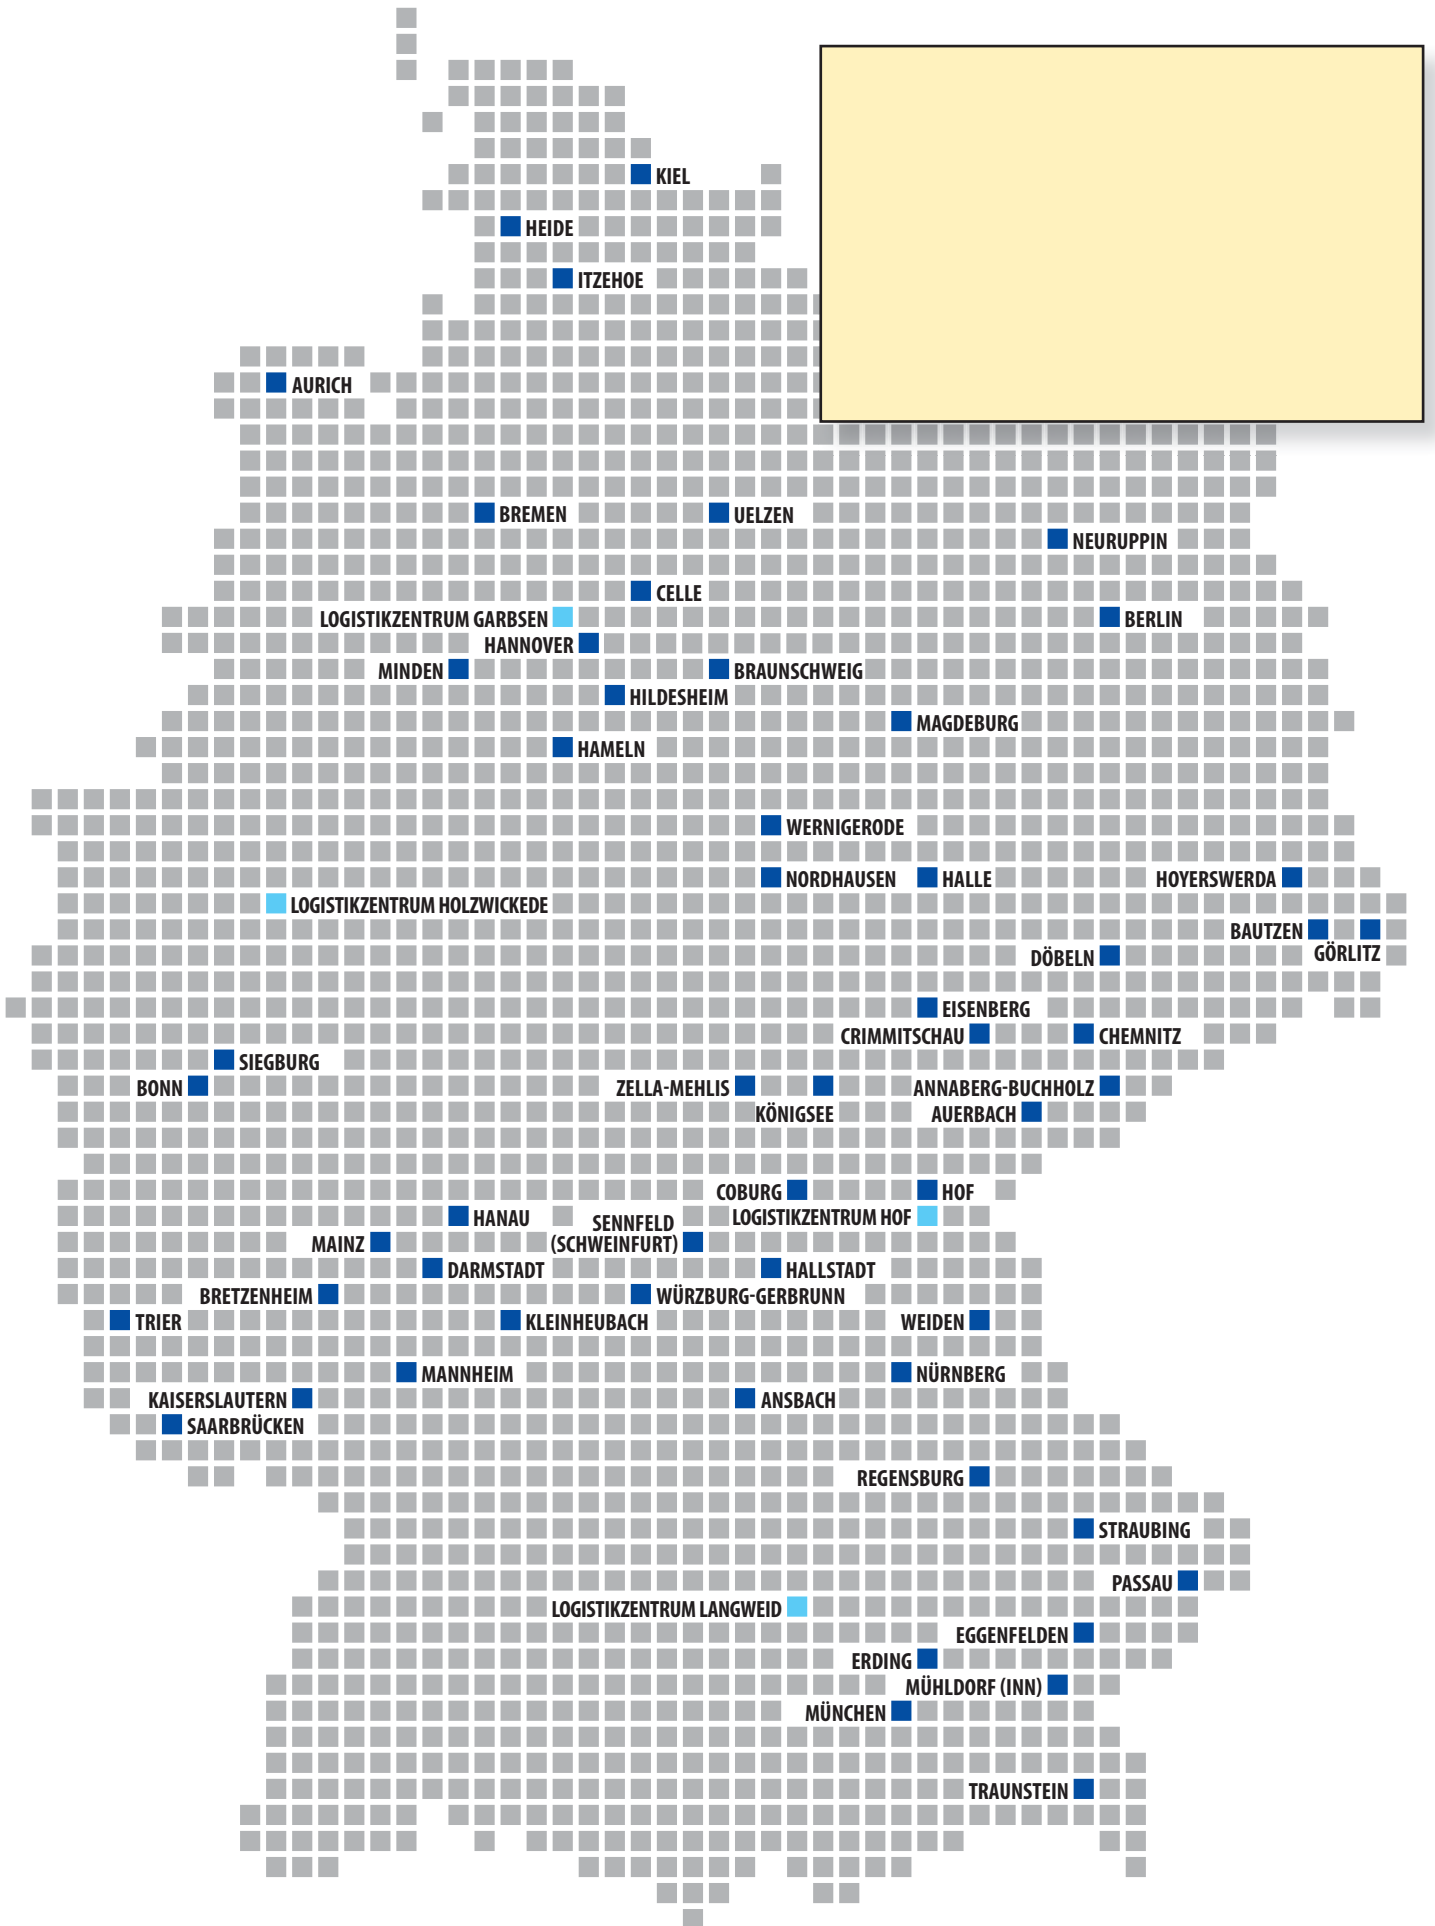 KIEL
HEIDE
ITZEHOE
AURICH
BREMEN
UELZEN
NEURUPPIN
CELLE
LOGISTIKZENTRUM GARBSEN
BERLIN
HANNOVER
MINDEN
BRAUNSCHWEIG
HILDESHEIM
MAGDEBURG
HAMELN
WERNIGERODE
NORDHAUSEN
HALLE
HOYERSWERDA
LOGISTIKZENTRUM HOLZWICKEDE
BAUTZEN
GÖRLITZ
DÖBELN
EISENBERG
CRIMMITSCHAU
CHEMNITZ
SIEGBURG
BONN
ZELLA-MEHLIS
ANNABERG-BUCHHOLZ
KÖNIGSEE
AUERBACH
COBURG
HOF
HANAU
SENNFELD
(SCHWEINFURT)
LOGISTIKZENTRUM HOF
MAINZ
DARMSTADT
HALLSTADT
BRETZENHEIM
WÜRZBURG-GERBRUNN
TRIER
KLEINHEUBACH
WEIDEN
MANNHEIM
NÜRNBERG
KAISERSLAUTERN
ANSBACH
SAARBRÜCKEN
REGENSBURG
STRAUBING
PASSAU
LOGISTIKZENTRUM LANGWEID
EGGENFELDEN
ERDING
MÜHLDORF (INN)
MÜNCHEN
TRAUNSTEIN